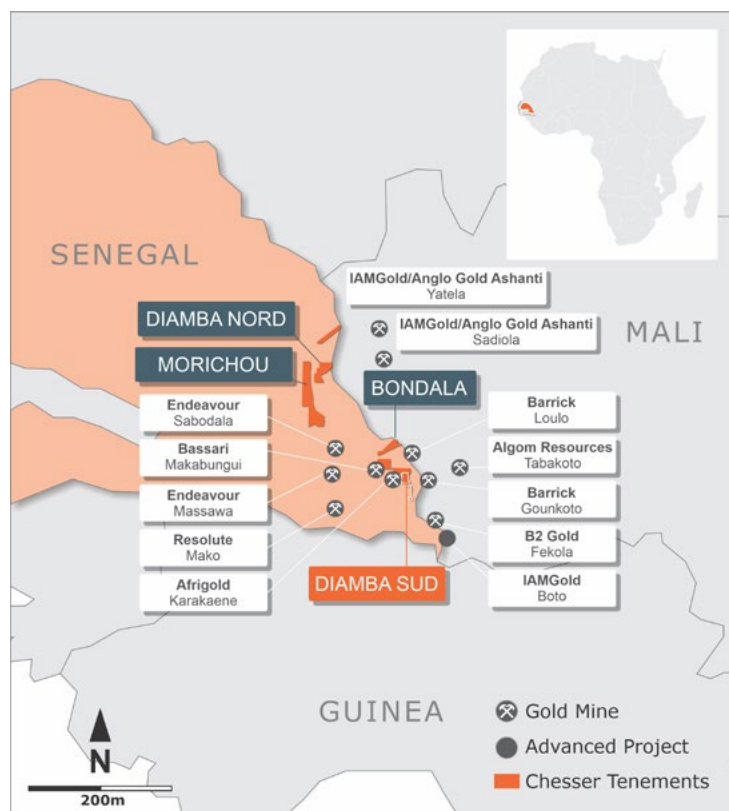 SENEGAL
IAMGold/Anglo Gold Ashanti
Yatela
DIAMBA NORD
IAMGold/Anglo Gold Ashanti
Sadiola
MALI
MORICHOU
BONDALA
Endeavour
Sabodala
Barrick
Loulo
Bassari
Makabungui
Algom Resources
Tabakoto
Endeavour
Massawa
Barrick
Gounkoto
Resolute
Mako
B2 Gold
Fekola
Afrigold
Karakaene
DIAMBA SUD
IAMGold
Boto
GUINEA
Gold Mine
Advanced Project
Chesser Tenements
N
200m